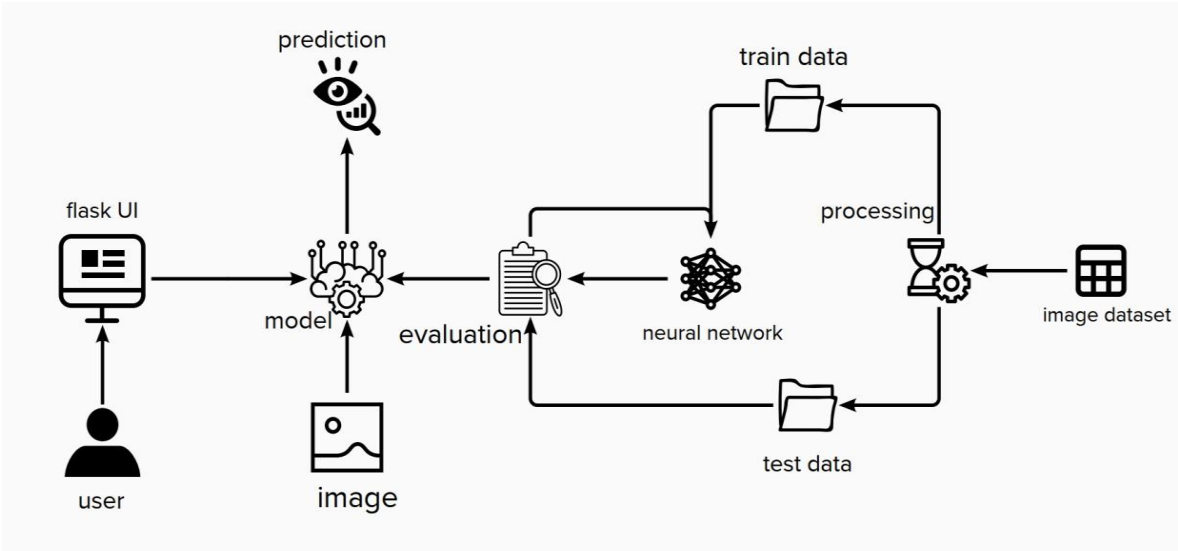 prediction
train data
flask UI
processing
model
evaluation
neural network
image dataset
test data
user
image